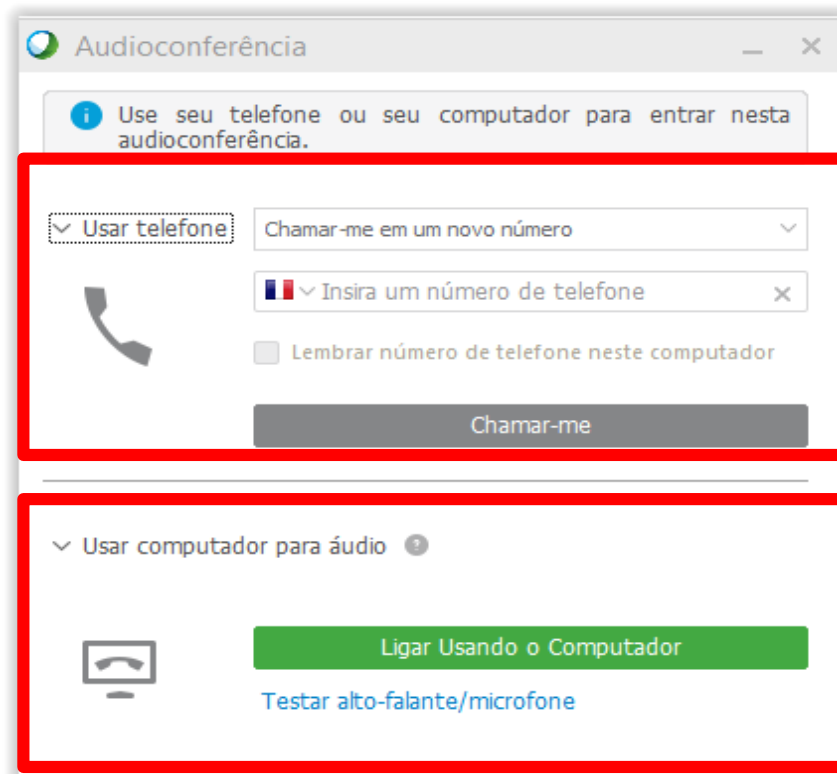 Audioconferência
Use seu telefone ou seu computador para entrar nesta
audioconferência.
Usar telefone
Chamar-me em um novo número
Insira um número de telefone
Lembrar número de telefone neste computador
Chamar-me
Usar computador para áudio
Ligar Usando o Computador
Testar alto-falante/microfone